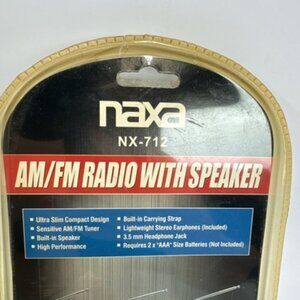 naxa
NX-712
AM/FM RADIO WITH SPEAKER
▪ Ultra Slim Compact Design
▪ Sensitive AM/FM Tuner
▪ Built-in Speaker
▪ High Performance
▪ Built-in Carrying Strap
▪ Lightweight Stereo Earphones (Included)
▪ 3.5 mm Headphone Jack
▪ Requires 2 x "AAA" Size Batteries (Not Included)